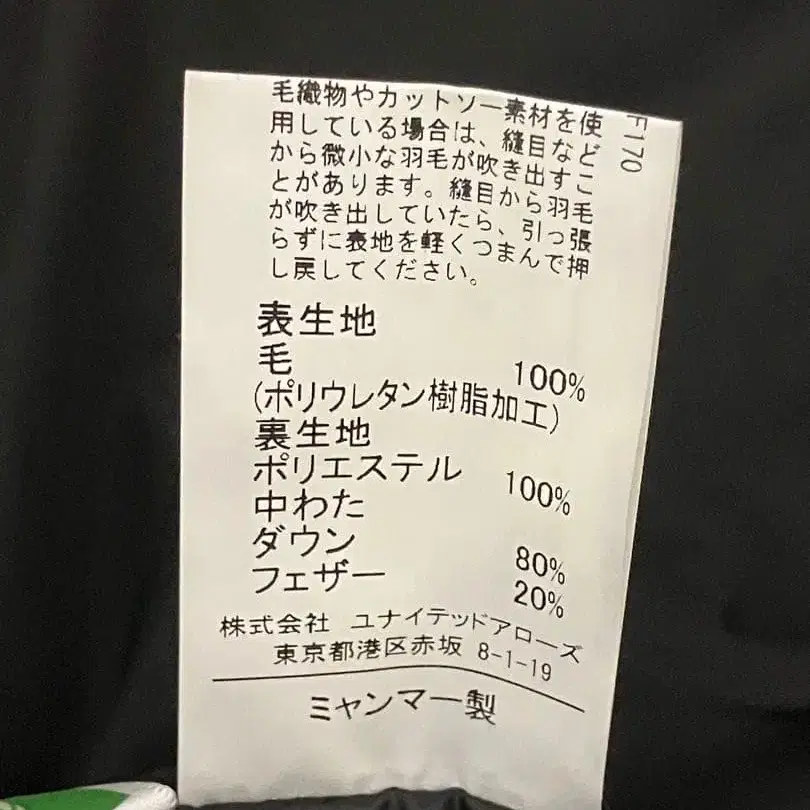 毛織物やカットソー素材を使
用している場合は、縫目など
から微小な羽毛が吹き出すこ
とがあります。縫目から羽毛
が吹き出していたら、引っ張
らずに表地を軽くつまんで押
し戻してください。
F170
表生地
毛 100%
(ポリウレタン樹脂加工)
裏生地
ポリエステル 100%
中わた
ダウン 80%
フェザー 20%
株式会社 ユナイテッドアローズ
東京都港区赤坂 8-1-19
ミャンマー製